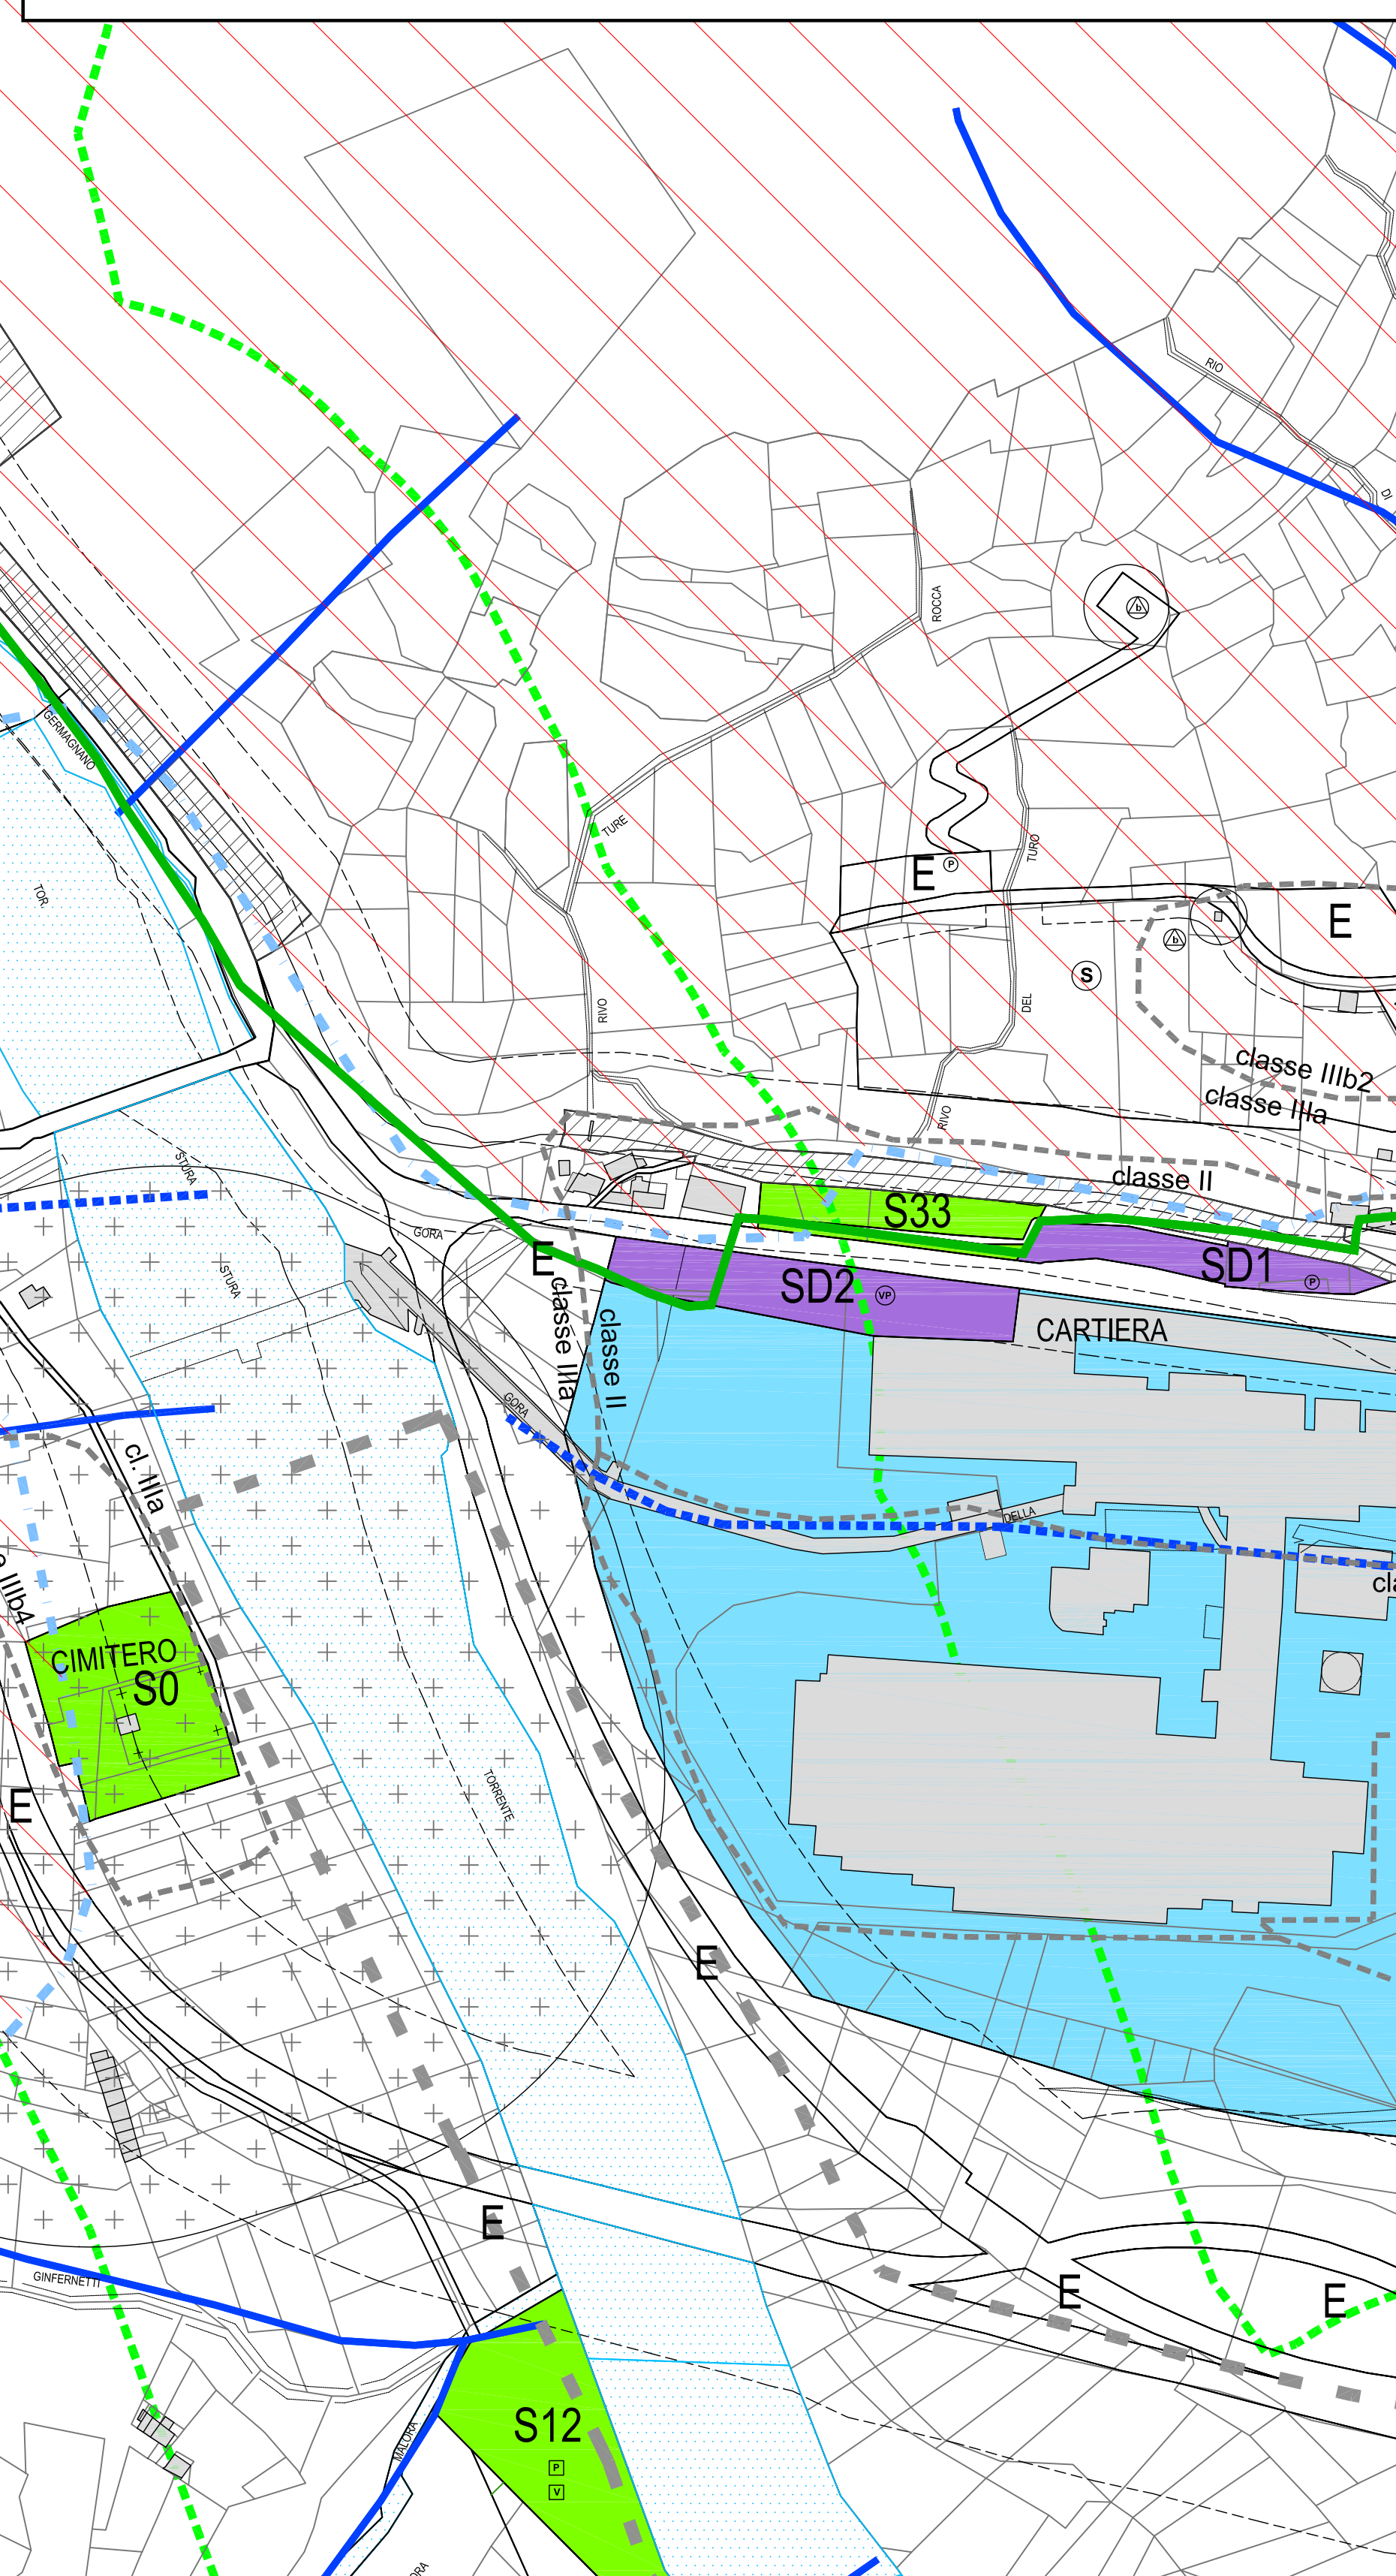 RIO
DI
ROCCA
b
GERMAGNANO
TURE
TURO
E P
TOR.
E
b
S
RIVO
DEL
classe IIIb2
classe IIIa
RIVO
STURA
classe II
S33
GORA
E
SD1
P
STURA
SD2 VP
classe IIIa
classe II
CARTIERA
GORA
cl. IIIa
DELLA
IIIb4
CIMITERO
S0
TORRENTE
E
E
E
GINFERNETTI
E
E
S12
MALORA
P
V